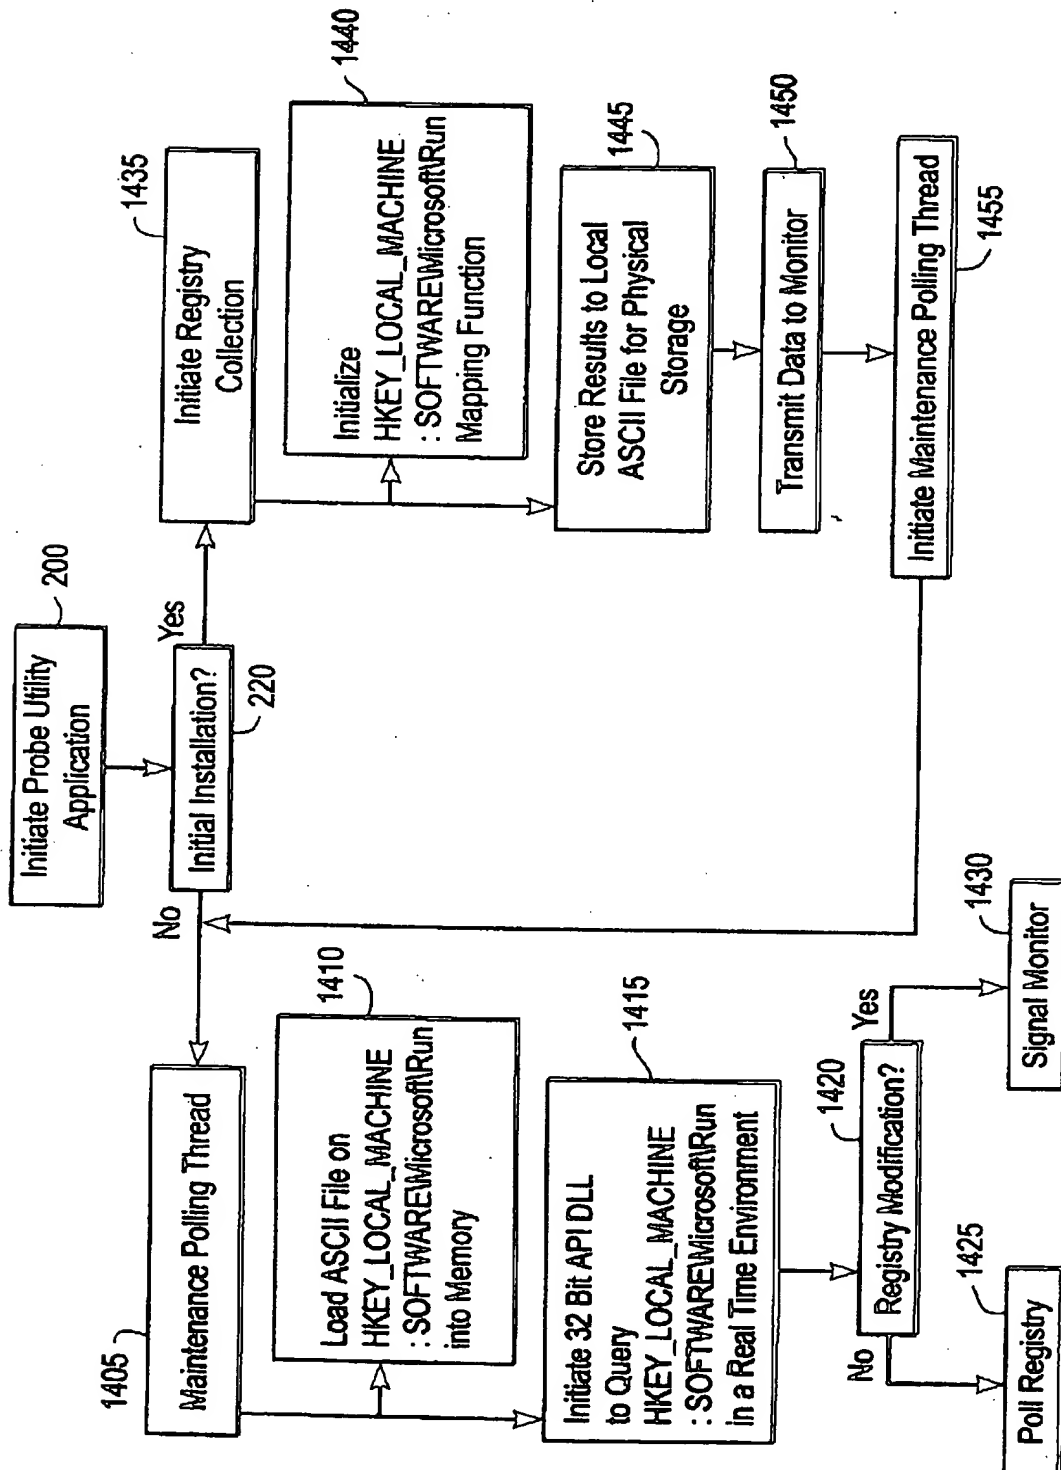 200
Initiate Probe Utility
Application
Initial Installation?
220
No
Yes
1405
Maintenance Polling Thread
1410
Load ASCII File on
HKEY_LOCAL_MACHINE
: SOFTWARE\Microsoft\Run
into Memory
1415
Initiate 32 Bit API DLL
to Query
HKEY_LOCAL_MACHINE
: SOFTWARE\Microsoft\Run
in a Real Time Environment
1420
Registry Modification?
No
Yes
1425
Poll Registry
1430
Signal Monitor
1435
Initiate Registry
Collection
1440
Initialize
HKEY_LOCAL_MACHINE
: SOFTWARE\Microsoft\Run
Mapping Function
1445
Store Results to Local
ASCII File for Physical
Storage
1450
Transmit Data to Monitor
Initiate Maintenance Polling Thread
1455